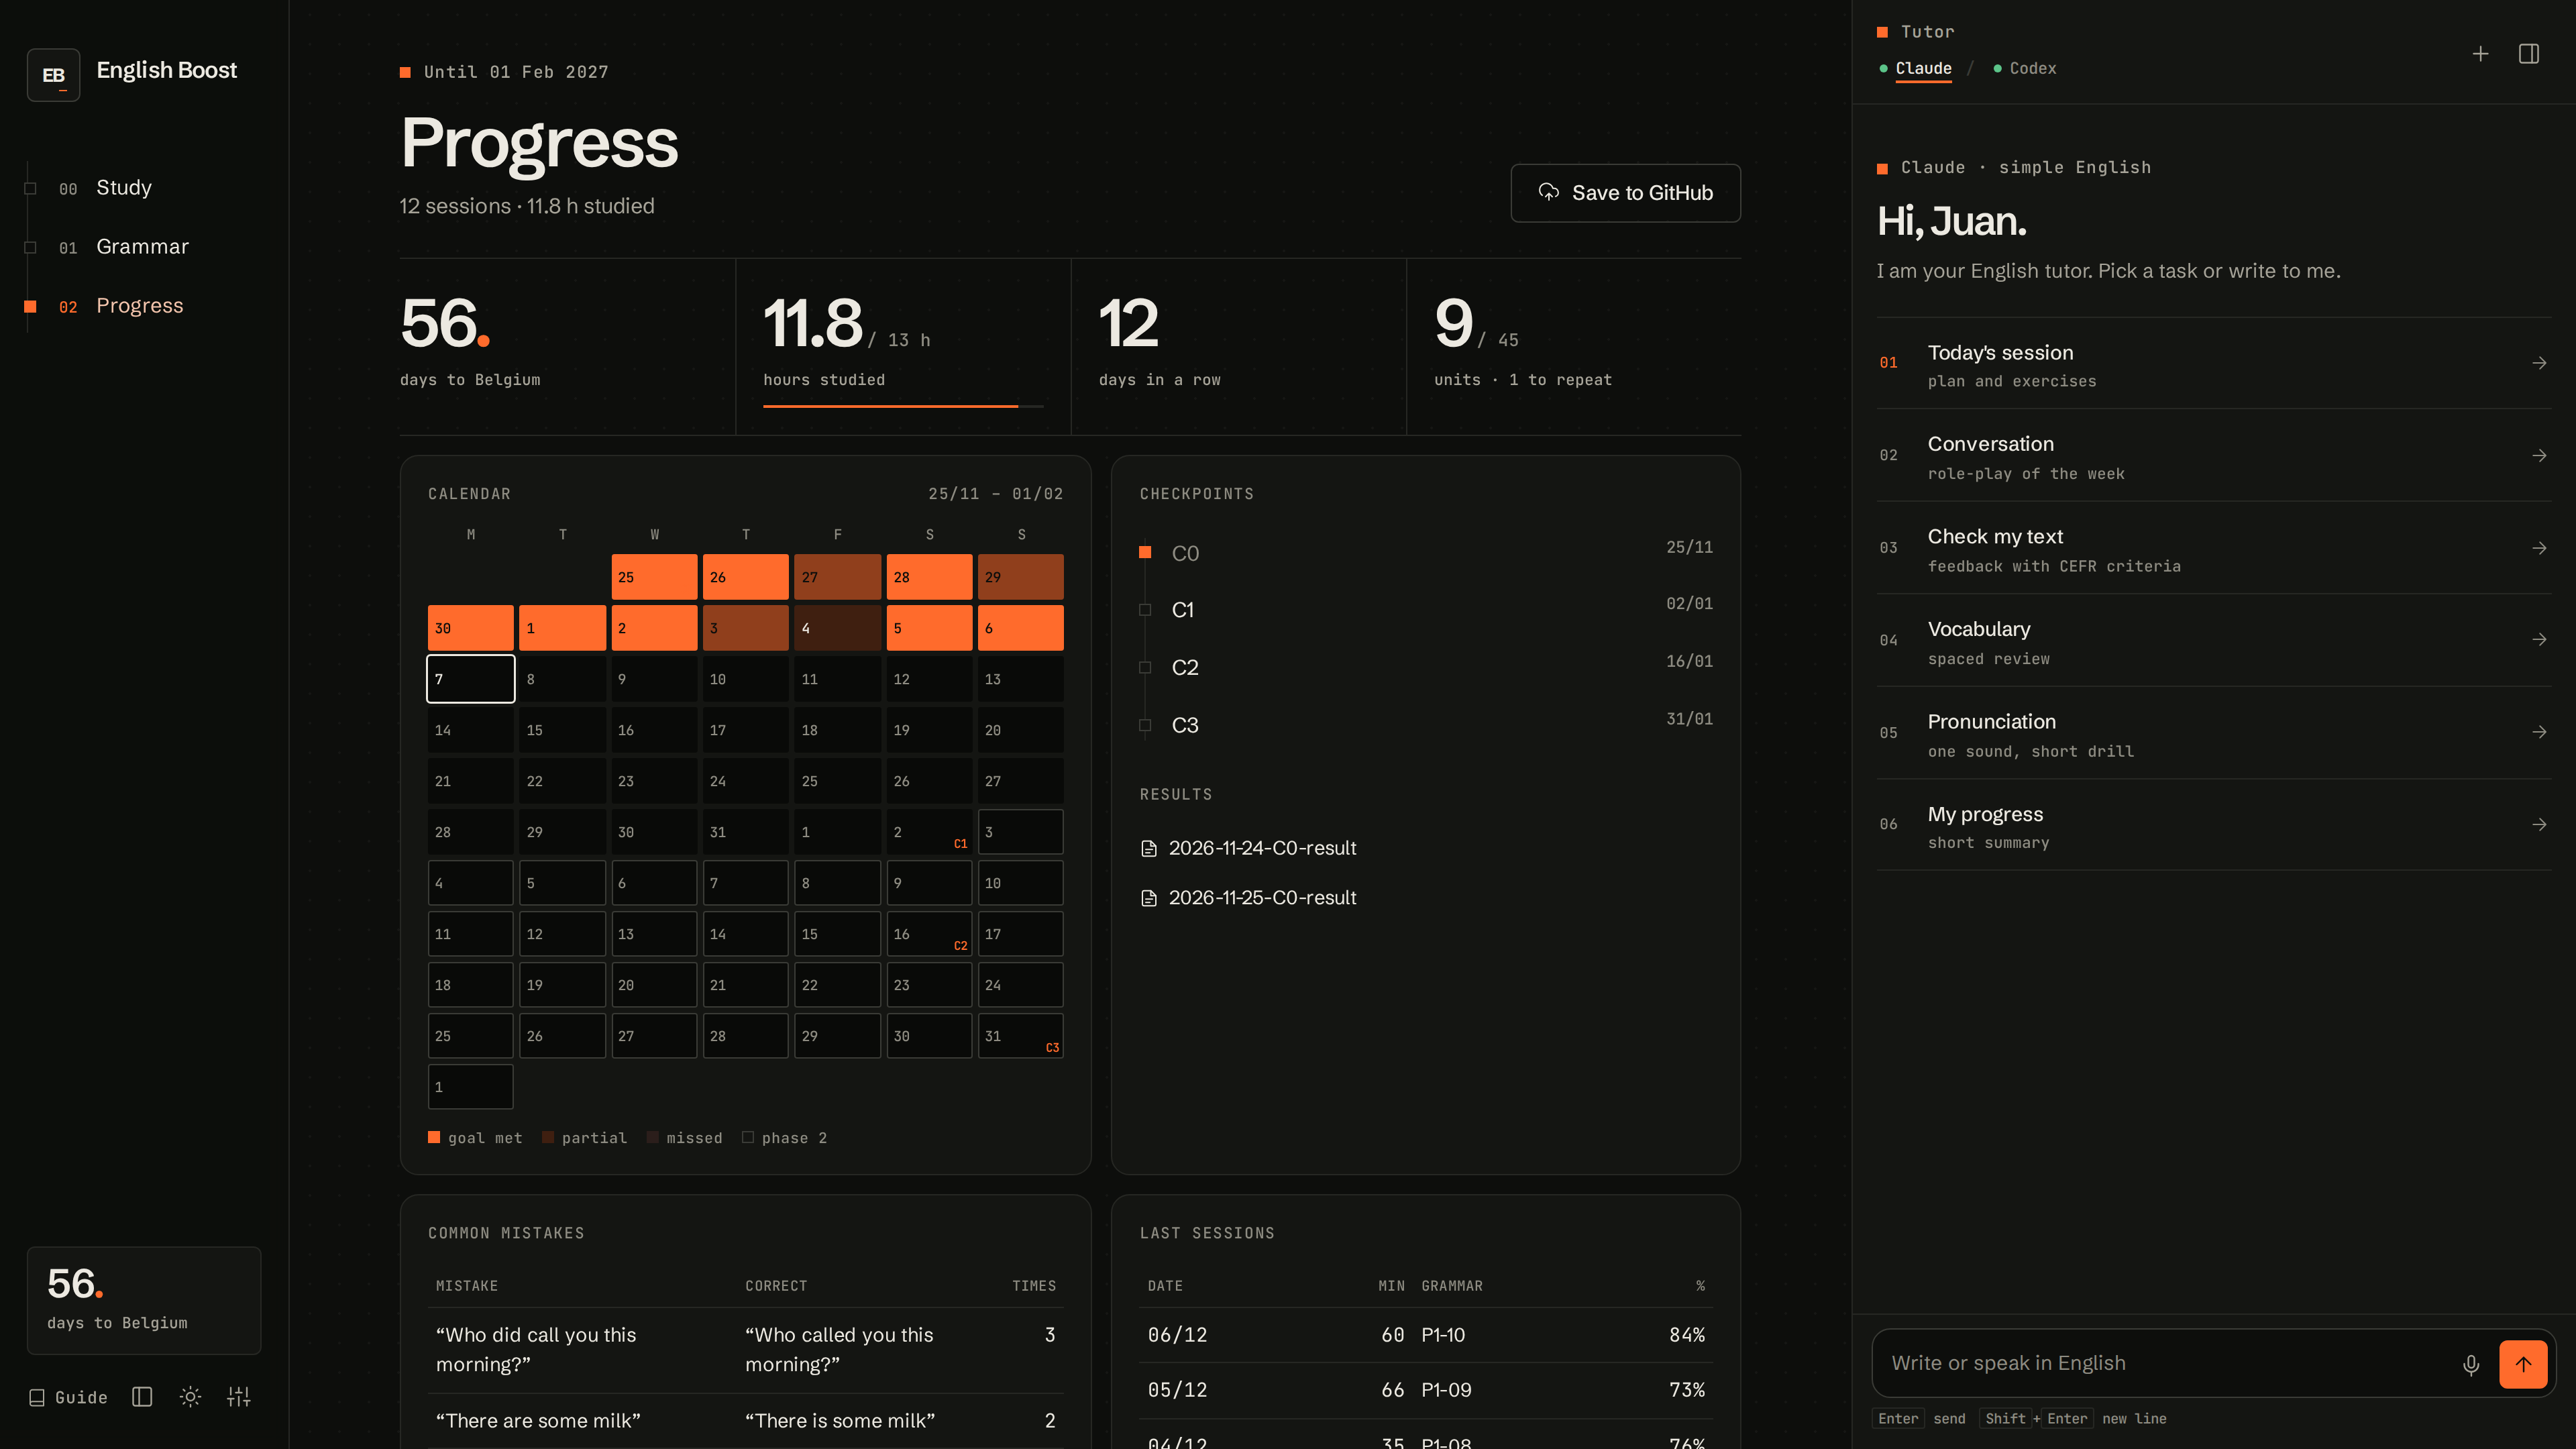 EB
English Boost
00 Study
01 Grammar
02 Progress
56.
days to Belgium
Guide
Until 01 Feb 2027
Progress
12 sessions · 11.8 h studied
Save to GitHub
56.
days to Belgium
11.8 / 13 h
hours studied
12
days in a row
9 / 45
units · 1 to repeat
CALENDAR 25/11 – 01/02
M T W T F S S
25 26 27 28 29
30 1 2 3 4 5 6
7 8 9 10 11 12 13
14 15 16 17 18 19 20
21 22 23 24 25 26 27
28 29 30 31 1 2 C1 3
4 5 6 7 8 9 10
11 12 13 14 15 16 C2 17
18 19 20 21 22 23 24
25 26 27 28 29 30 31 C3
1
goal met partial missed phase 2
CHECKPOINTS
C0 25/11
C1 02/01
C2 16/01
C3 31/01
RESULTS
2026-11-24-C0-result
2026-11-25-C0-result
COMMON MISTAKES
MISTAKE CORRECT TIMES
“Who did call you this “Who called you this 3
morning?” morning?”
“There are some milk” “There is some milk” 2
LAST SESSIONS
DATE MIN GRAMMAR %
06/12 60 P1-10 84%
05/12 66 P1-09 73%
04/12 35 P1-08 76%
Tutor
Claude / Codex
Claude · simple English
Hi, Juan.
I am your English tutor. Pick a task or write to me.
01 Today’s session
plan and exercises
02 Conversation
role-play of the week
03 Check my text
feedback with CEFR criteria
04 Vocabulary
spaced review
05 Pronunciation
one sound, short drill
06 My progress
short summary
Write or speak in English
Enter send Shift+Enter new line